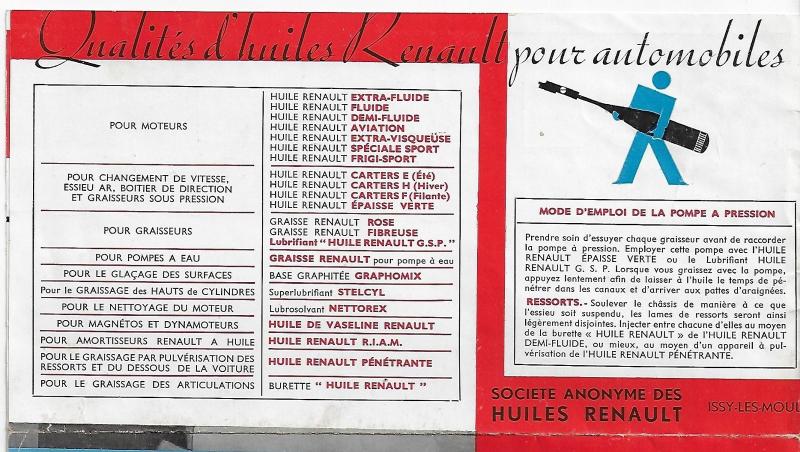 Qualités d'huiles Renault pour automobiles
POUR MOTEURS
HUILE RENAULT EXTRA-FLUIDE
HUILE RENAULT FLUIDE
HUILE RENAULT DEMI-FLUIDE
HUILE RENAULT AVIATION
HUILE RENAULT EXTRA-VISQUEÜSE
HUILE RENAULT SPÉCIALE SPORT
HUILE RENAULT FRIGI-SPORT
POUR CHANGEMENT DE VITESSE,
ESSIEU AR, BOITIER DE DIRECTION
ET GRAISSEURS SOUS PRESSION
HUILE RENAULT CARTERS E (Été)
HUILE RENAULT CARTERS H (Hiver)
HUILE RENAULT CARTERS F (Filante)
HUILE RENAULT ÉPAISSE VERTE
POUR GRAISSEURS
GRAISSE RENAULT ROSE
GRAISSE RENAULT FIBREUSE
Lubrifiant "HUILE RENAULT G.S.P."
POUR POMPES A EAU
GRAISSE RENAULT pour pompe à eau
POUR LE GLAÇAGE DES SURFACES
BASE GRAPHITÉE GRAPHOMIX
Pour le GRAISSAGE des HAUTS de CYLINDRES
Superlubrifiant STELCYL
POUR LE NETTOYAGE DU MOTEUR
Lubrosolvant NETTOREX
POUR MAGNÉTOS ET DYNAMOTEURS
HUILE DE VASELINE RENAULT
POUR AMORTISSEURS RENAULT A HUILE
HUILE RENAULT R.I.A.M.
POUR LE GRAISSAGE PAR PULVÉRISATION DES
RESSORTS ET DU DESSOUS DE LA VOITURE
HUILE RENAULT PÉNÉTRANTE
POUR LE GRAISSAGE DES ARTICULATIONS
BURETTE "HUILE RENAULT"
MODE D'EMPLOI DE LA POMPE A PRESSION
Prendre soin d'essuyer chaque graisseur avant de raccorder
la pompe à pression. Employer cette pompe avec l'HUILE
RENAULT ÉPAISSE VERTE ou le Lubrifiant HUILE
RENAULT G. S. P. Lorsque vous graissez avec la pompe,
appuyez lentement afin de laisser à l'huile le temps de pé-
nétrer dans les canaux et d'arriver aux pattes d'araignées.
RESSORTS.- Soulever le châssis de manière à ce que
l'essieu soit suspendu, les lames de ressorts seront ainsi
légèrement disjointes. Injecter entre chacune d'elles au moyen
de la burette « HUILE RENAULT » de l'HUILE RENAULT
DEMI-FLUIDE, ou mieux, au moyen d'un appareil à pul-
vérisation de l'HUILE RENAULT PÉNÉTRANTE.
SOCIETE ANONYME DES
HUILES RENAULT
ISSY-LES-MOUL